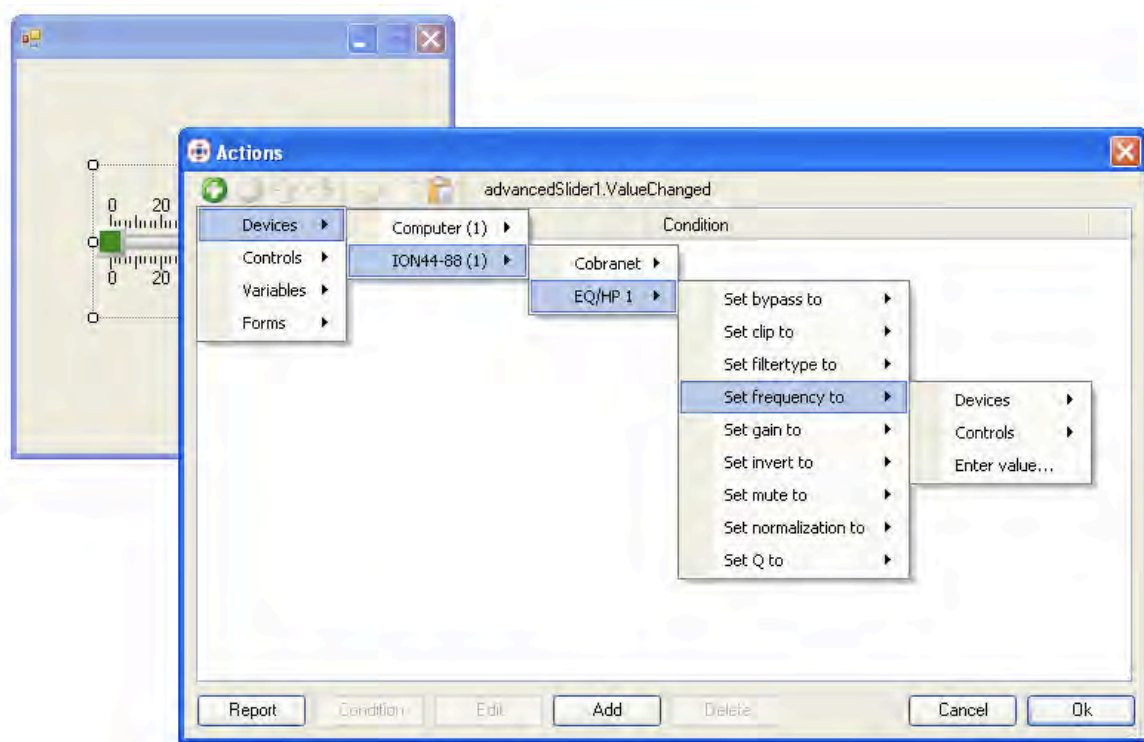 Actions
advancedSlider1.ValueChanged
0 20
0 20
Devices
Controls
Variables
Forms
Computer (1)
ION44-88 (1)
Condition
Cobranet
EQ/HP 1
Set bypass to
Set clip to
Set filtertype to
Set frequency to
Set gain to
Set invert to
Set mute to
Set normalization to
Set Q to
Devices
Controls
Enter value...
Report Condition Edit Add Delete Cancel Ok